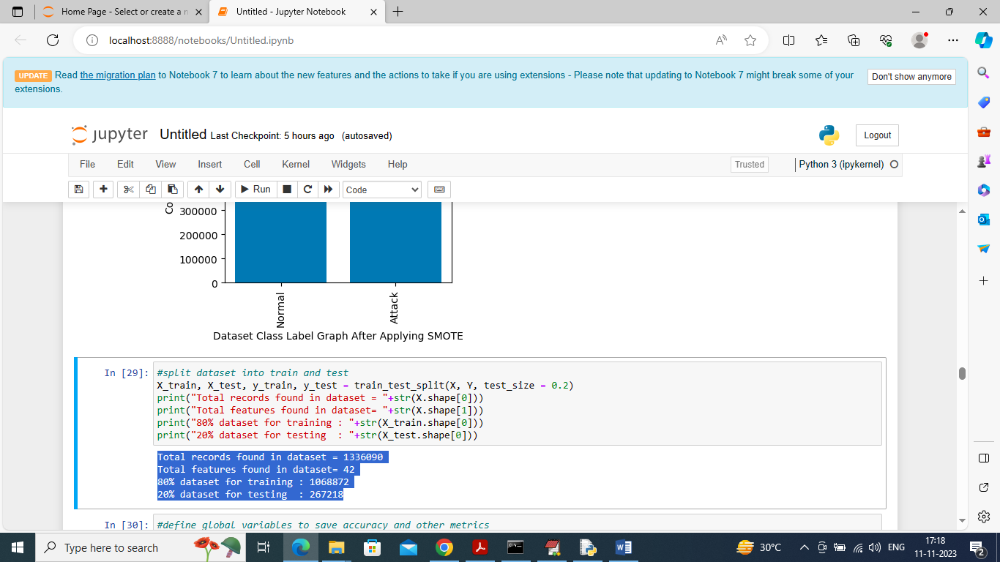 Home Page - Select or create a n
Untitled - Jupyter Notebook
localhost:8888/notebooks/Untitled.ipynb
UPDATE Read the migration plan to Notebook 7 to learn about the new features and the actions to take if you are using extensions - Please note that updating to Notebook 7 might break some of your
extensions.
Don't show anymore
jupyter Untitled Last Checkpoint: 5 hours ago (autosaved)
Logout
File Edit View Insert Cell Kernel Widgets Help
Trusted
Python 3 (ipykernel)
Run
Code
Co
300000
200000
100000
0
Normal
Attack
Dataset Class Label Graph After Applying SMOTE
In [29]: #split dataset into train and test
X_train, X_test, y_train, y_test = train_test_split(X, Y, test_size = 0.2)
print("Total records found in dataset = "+str(X.shape[0]))
print("Total features found in dataset= "+str(X.shape[1]))
print("80% dataset for training : "+str(X_train.shape[0]))
print("20% dataset for testing  : "+str(X_test.shape[0]))
Total records found in dataset = 1336090
Total features found in dataset= 42
80% dataset for training : 1068872
20% dataset for testing  : 267218
In [30]: #define global variables to save accuracy and other metrics
Type here to search
30°C
ENG
17:18
11-11-2023
2